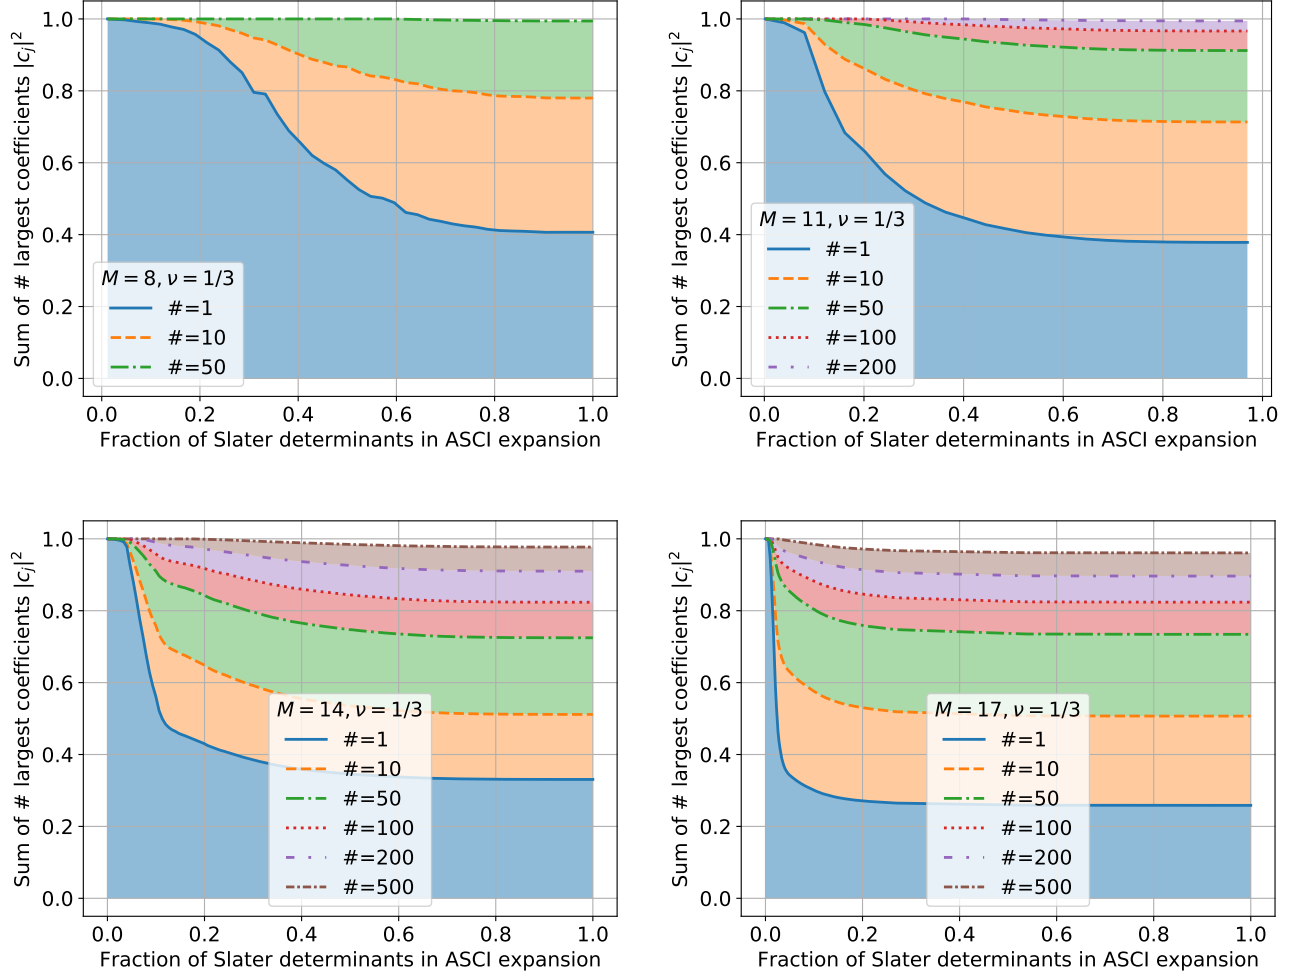 1.0
0.8
0.6
0.4
0.2
0.0
Sum of # largest coefficients |c_j|^2
M = 8, ν = 1/3
#=1
#=10
#=50
0.0 0.2 0.4 0.6 0.8 1.0
Fraction of Slater determinants in ASCI expansion
1.0
0.8
0.6
0.4
0.2
0.0
Sum of # largest coefficients |c_j|^2
M = 11, ν = 1/3
#=1
#=10
#=50
#=100
#=200
0.0 0.2 0.4 0.6 0.8 1.0
Fraction of Slater determinants in ASCI expansion
1.0
0.8
0.6
0.4
0.2
0.0
Sum of # largest coefficients |c_j|^2
M = 14, ν = 1/3
#=1
#=10
#=50
#=100
#=200
#=500
0.0 0.2 0.4 0.6 0.8 1.0
Fraction of Slater determinants in ASCI expansion
1.0
0.8
0.6
0.4
0.2
0.0
Sum of # largest coefficients |c_j|^2
M = 17, ν = 1/3
#=1
#=10
#=50
#=100
#=200
#=500
0.0 0.2 0.4 0.6 0.8 1.0
Fraction of Slater determinants in ASCI expansion